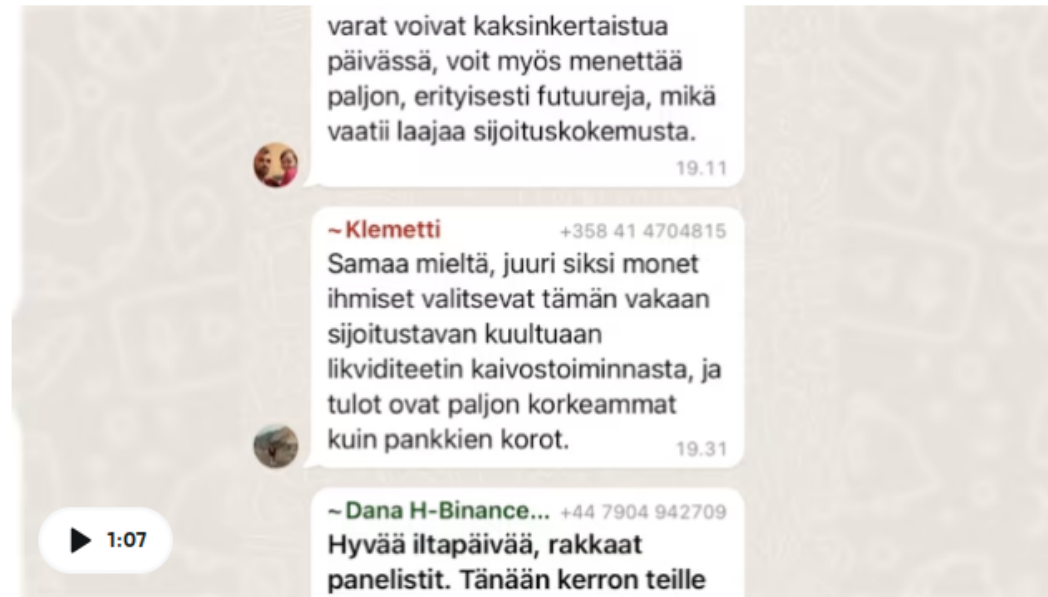 varat voivat kaksinkertaistua
päivässä, voit myös menettää
paljon, erityisesti futuureja, mikä
vaatii laajaa sijoituskokemusta.
19.11
~Klemetti +358 41 4704815
Samaa mieltä, juuri siksi monet
ihmiset valitsevat tämän vakaan
sijoitustavan kuultuaan
likviditeetin kaivostoiminnasta, ja
tulot ovat paljon korkeammat
kuin pankkien korot.
19.31
~Dana H-Binance... +44 7904 942709
Hyvää iltapäivää, rakkaat
panelistit. Tänään kerron teille
1:07